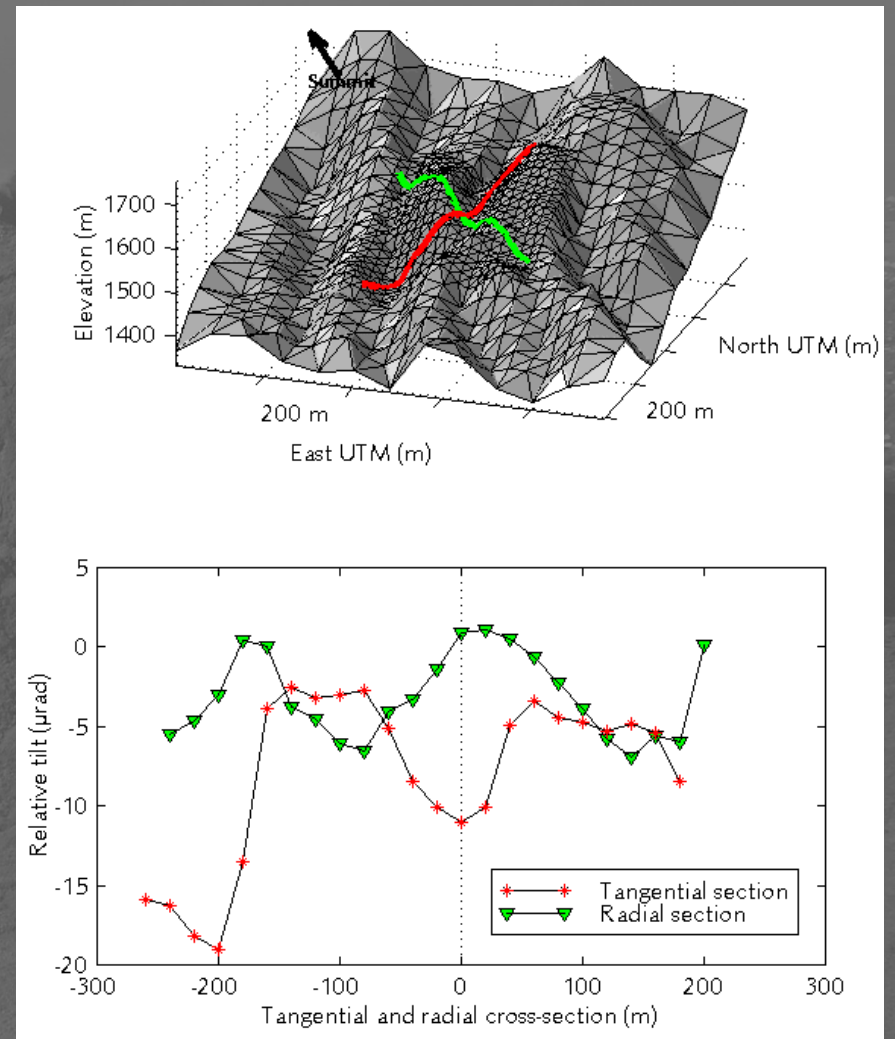 Summit
1700
1600
1500
1400
Elevation (m)
200 m
East UTM (m)
200 m
North UTM (m)
5
0
-5
-10
-15
-20
Relative tilt (μrad)
-300 -200 -100 0 100 200 300
Tangential and radial cross-section (m)
Tangential section
Radial section